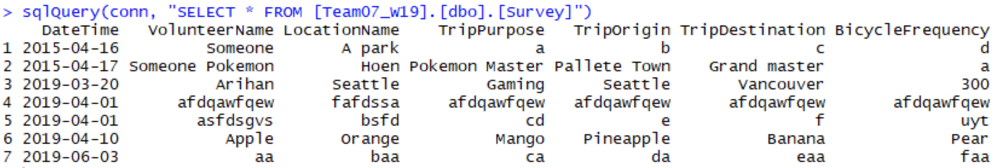 > sqlQuery(conn, "SELECT * FROM [Team07_W19].[dbo].[Survey]")
DateTime VolunteerName LocationName TripPurpose TripOrigin TripDestination BicycleFrequency
1 2015-04-16 Someone A park a b c d
2 2015-04-17 Someone Pokemon Hoen Pokemon Master Pallete Town Grand master a
3 2019-03-20 Arihan Seattle Gaming Seattle Vancouver 300
4 2019-04-01 afdqawfqew fafdssa afdqawfqew afdqawfqew afdqawfqew afdqawfqew
5 2019-04-01 asfdsgvs bsfd cd e f uyt
6 2019-04-10 Apple Orange Mango Pineapple Banana Pear
7 2019-06-03 aa baa ca da eaa faa